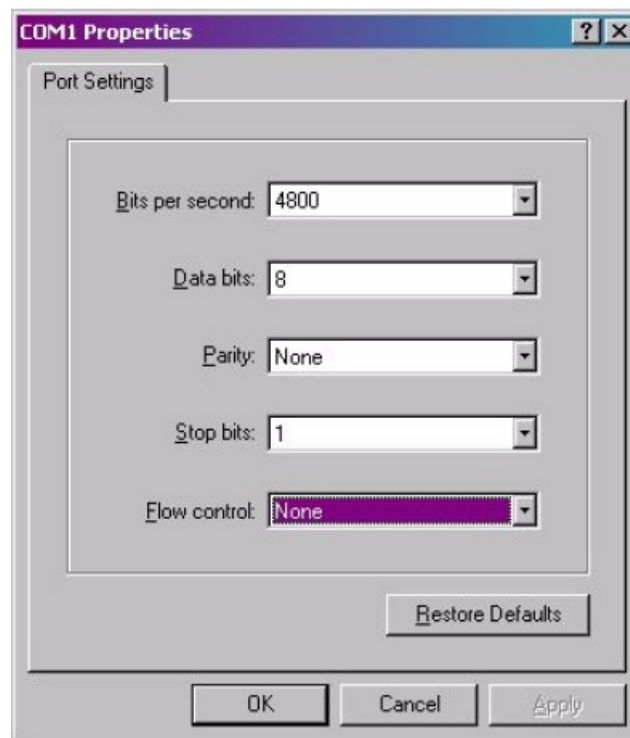 COM1 Properties
Port Settings
Bits per second: 4800
Data bits: 8
Parity: None
Stop bits: 1
Flow control: None
Restore Defaults
OK Cancel Apply